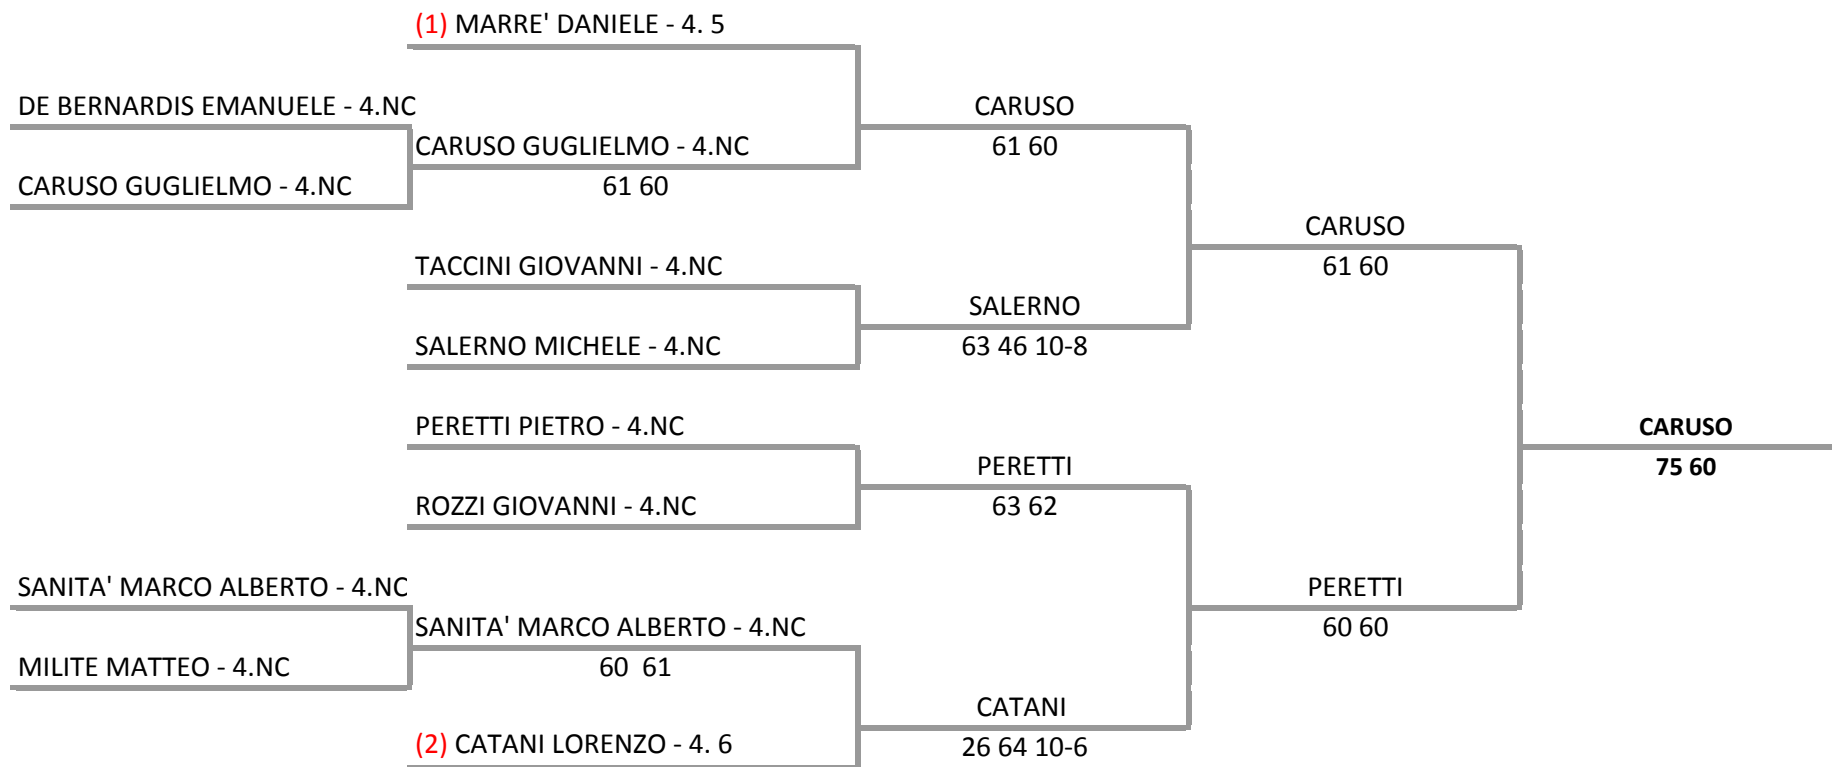 (1) MARRE' DANIELE - 4. 5
DE BERNARDIS EMANUELE - 4.NC
CARUSO
CARUSO GUGLIELMO - 4.NC
61 60
CARUSO GUGLIELMO - 4.NC
61 60
CARUSO
TACCINI GIOVANNI - 4.NC
61 60
SALERNO
SALERNO MICHELE - 4.NC
63 46 10-8
PERETTI PIETRO - 4.NC
CARUSO
PERETTI
75 60
ROZZI GIOVANNI - 4.NC
63 62
SANITA' MARCO ALBERTO - 4.NC
PERETTI
SANITA' MARCO ALBERTO - 4.NC
60 60
MILITE MATTEO - 4.NC
60 61
CATANI
(2) CATANI LORENZO - 4. 6
26 64 10-6